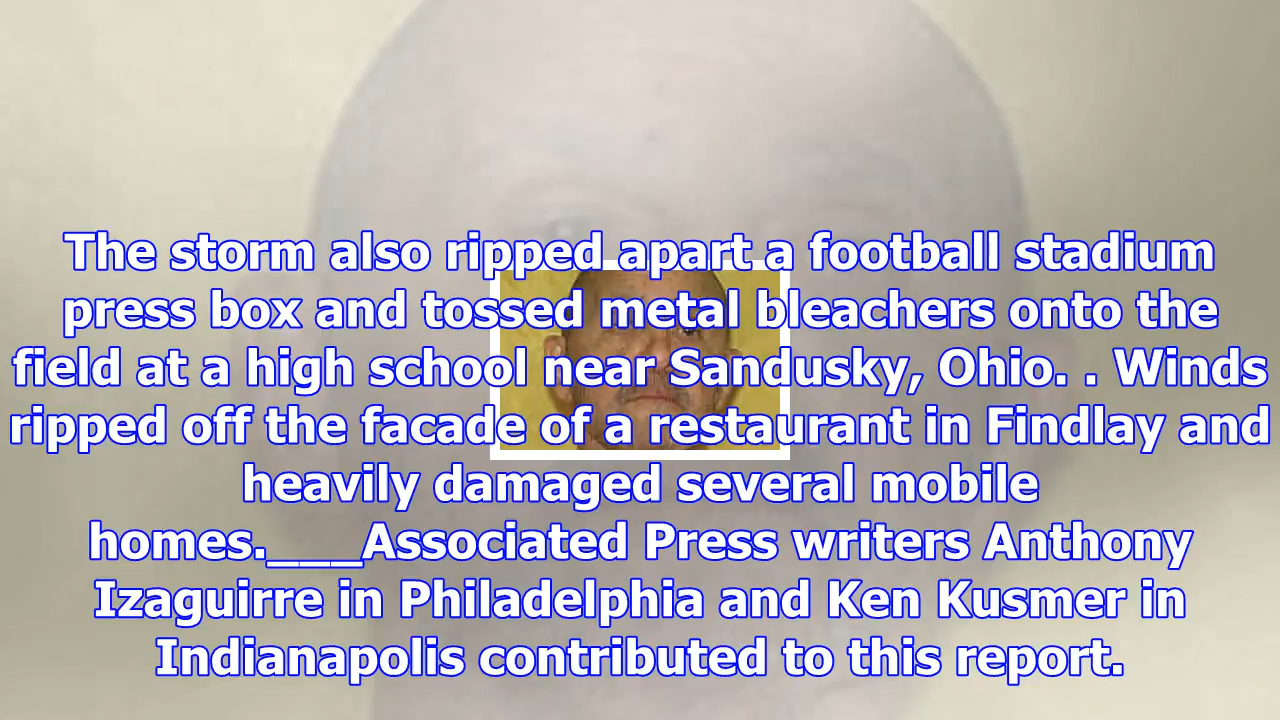 The storm also ripped apart a football stadium
press box and tossed metal bleachers onto the
field at a high school near Sandusky, Ohio. . Winds
ripped off the facade of a restaurant in Findlay and
heavily damaged several mobile
homes.___Associated Press writers Anthony
Izaguirre in Philadelphia and Ken Kusmer in
Indianapolis contributed to this report.